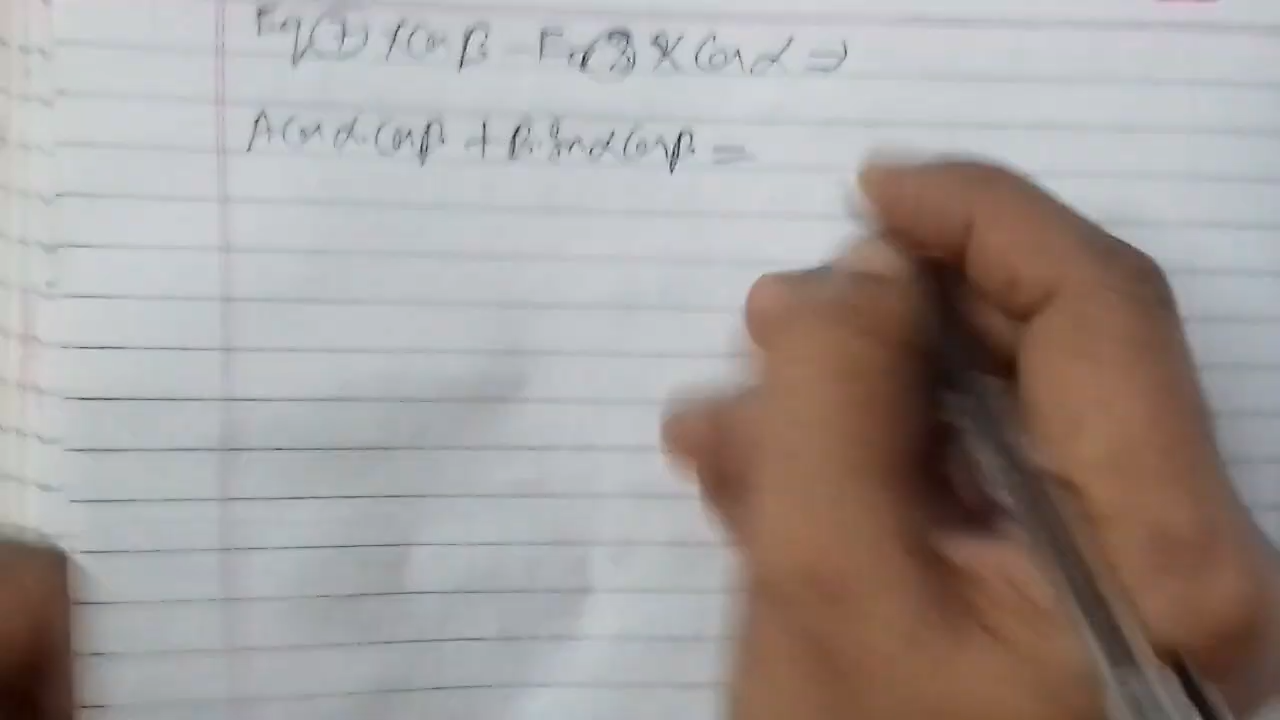 Eq(1) × Cos β - Eq(2) × Cos α ⇒
A Cos α. Cos β + B. Sin α Cos β =